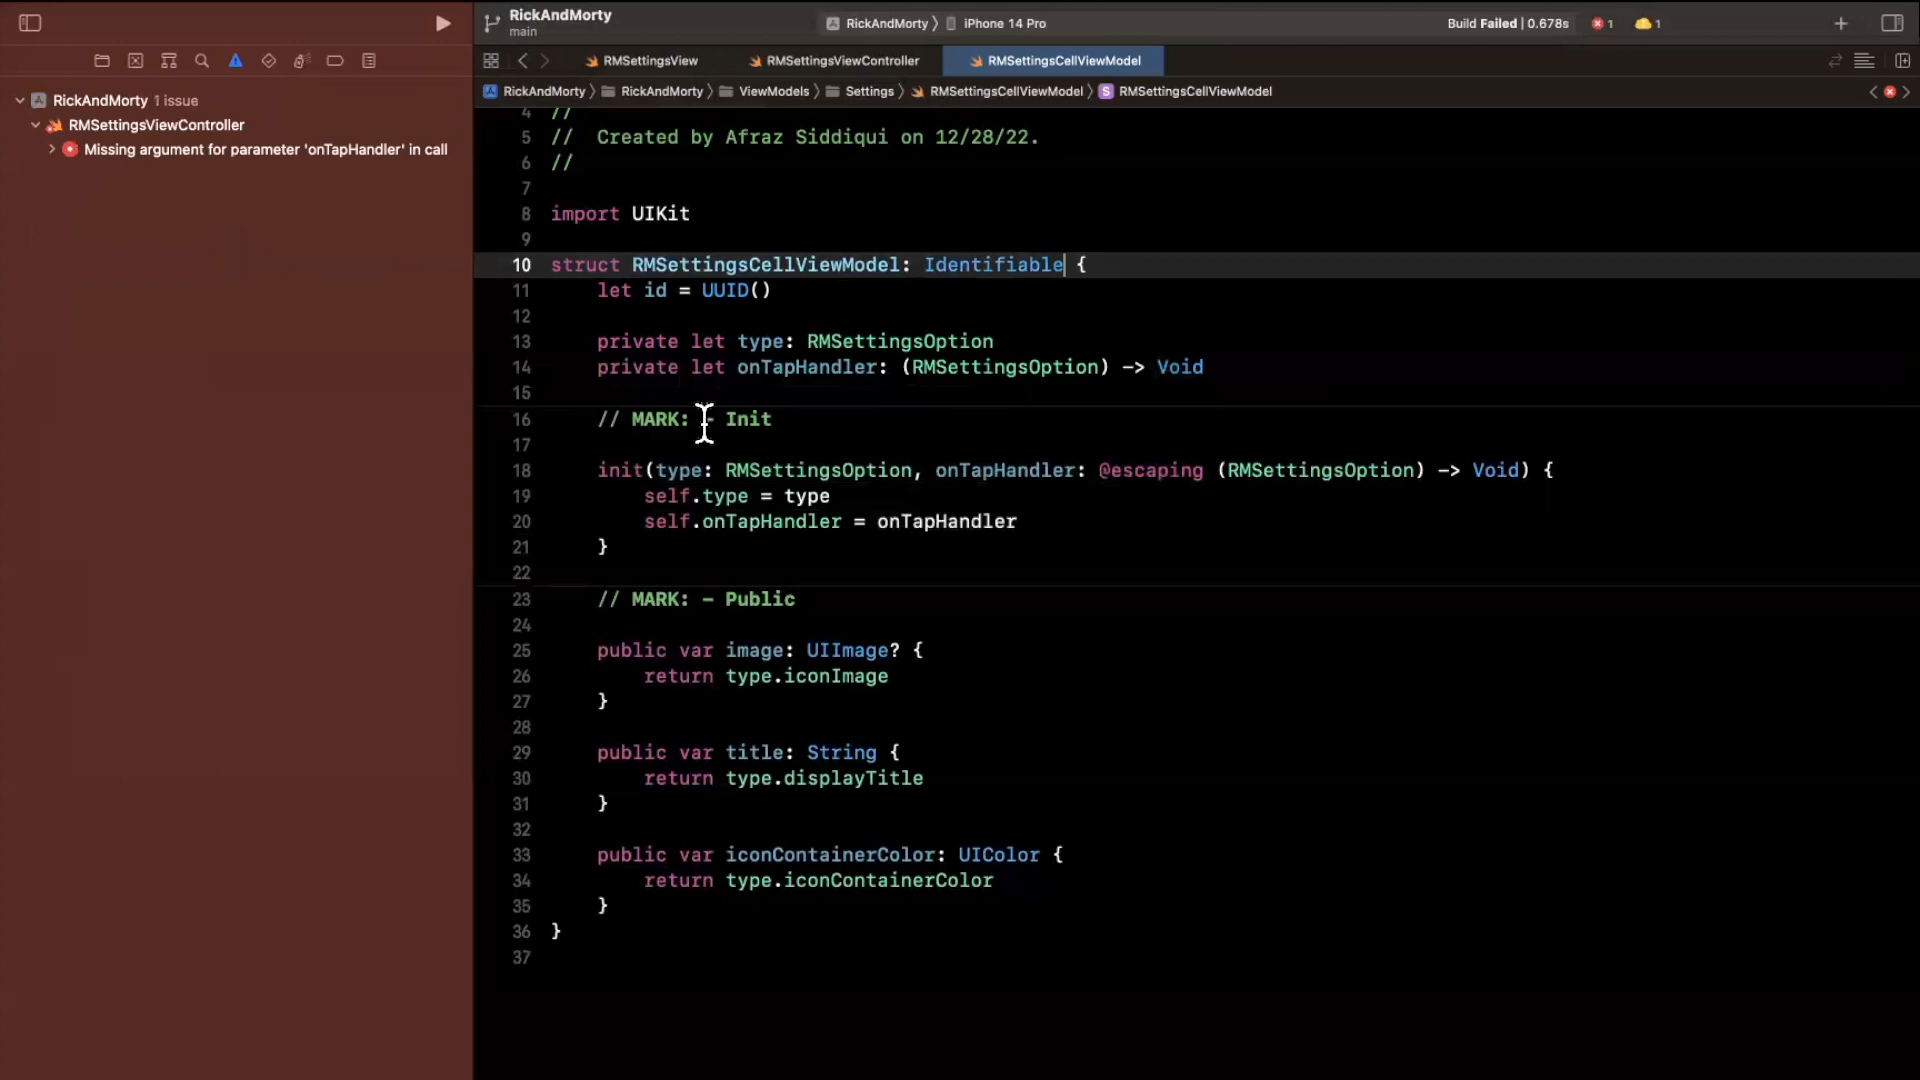 RickAndMorty
main
RickAndMorty
iPhone 14 Pro
Build Failed | 0.678s
1
1
RMSettingsView
RMSettingsViewController
RMSettingsCellViewModel
RickAndMorty
RickAndMorty
ViewModels
Settings
RMSettingsCellViewModel
S RMSettingsCellViewModel
RickAndMorty 1 issue
RMSettingsViewController
Missing argument for parameter 'onTapHandler' in call
4 //
5 //  Created by Afraz Siddiqui on 12/28/22.
6 //
7
8 import UIKit
9
10 struct RMSettingsCellViewModel: Identifiable {
11     let id = UUID()
12
13     private let type: RMSettingsOption
14     private let onTapHandler: (RMSettingsOption) -> Void
15
16     // MARK: - Init
17
18     init(type: RMSettingsOption, onTapHandler: @escaping (RMSettingsOption) -> Void) {
19         self.type = type
20         self.onTapHandler = onTapHandler
21     }
22
23     // MARK: - Public
24
25     public var image: UIImage? {
26         return type.iconImage
27     }
28
29     public var title: String {
30         return type.displayTitle
31     }
32
33     public var iconContainerColor: UIColor {
34         return type.iconContainerColor
35     }
36 }
37